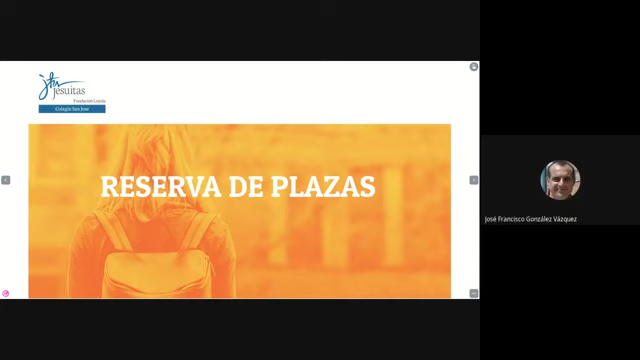 jesuitas
Fundación Loyola
Colegio San José
RESERVA DE PLAZAS
José Francisco González Vázquez